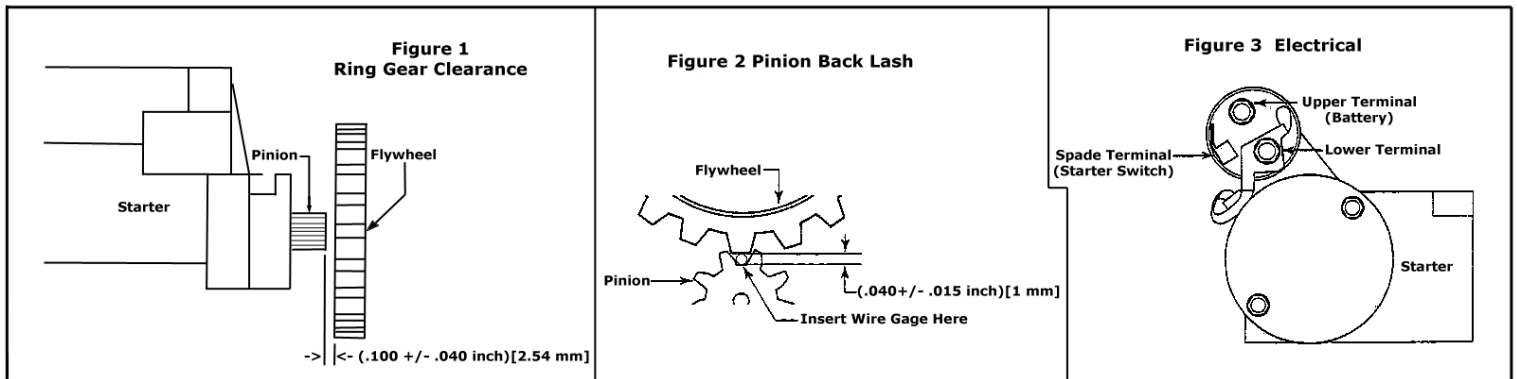 Figure 1
Ring Gear Clearance
Pinion
Flywheel
Starter
-> <- (.100 +/- .040 inch)[2.54 mm]
Figure 2 Pinion Back Lash
Flywheel
Pinion
(.040+/- .015 inch)[1 mm]
Insert Wire Gage Here
Figure 3 Electrical
Upper Terminal
(Battery)
Lower Terminal
Spade Terminal
(Starter Switch)
Starter